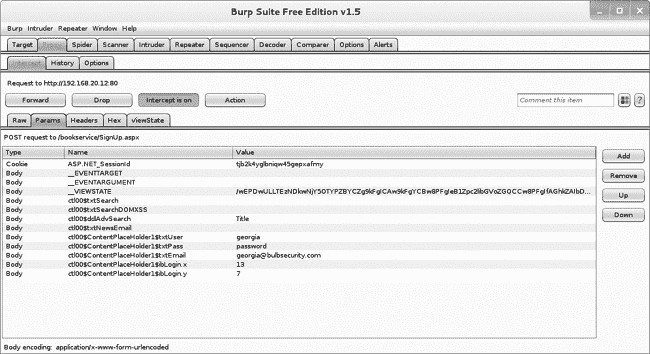 Burp Suite Free Edition v1.5
Burp Intruder Repeater Window Help
Target Proxy Spider Scanner Intruder Repeater Sequencer Decoder Comparer Options Alerts
Intercept History Options
Request to http://192.168.20.12:80
Forward Drop Intercept is on Action Comment this item ?
Raw Params Headers Hex ViewState
POST request to /bookservice/SignUp.aspx
Type Name Value
Cookie ASP.NET_SessionId tjb2k4yglbniqw45gepxafmy
Body __EVENTTARGET
Body __EVENTARGUMENT
Body __VIEWSTATE
Body ctl00$txtSearch
Body ctl00$txtSearchDOMXSS
Body ctl00$ddlAdvSearch Title
Body ctl00$txtNewsEmail
Body ctl00$ContentPlaceHolder1$txtUser georgia
Body ctl00$ContentPlaceHolder1$txtPass password
Body ctl00$ContentPlaceHolder1$txtEmail georgia@bulbsecurity.com
Body ctl00$ContentPlaceHolder1$ibLogin.x 13
Body ctl00$ContentPlaceHolder1$ibLogin.y 7
Add
Remove
Up
Down
Body encoding: application/x-www-form-urlencoded